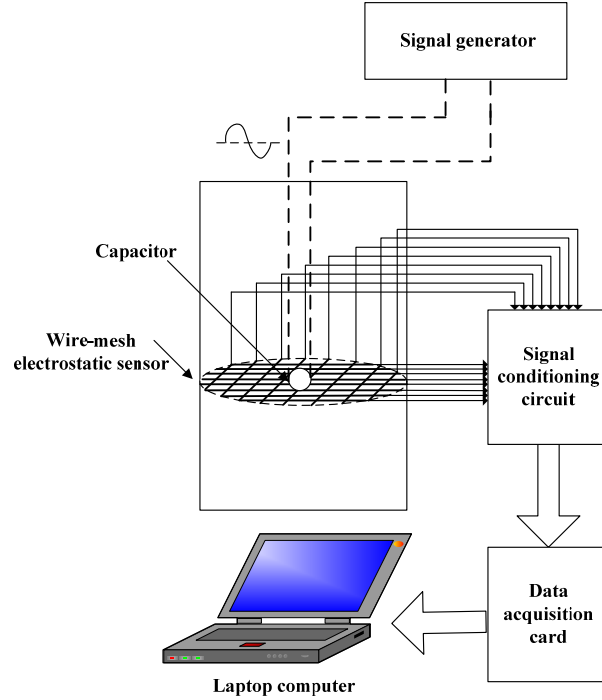 Signal generator
Capacitor
Wire-mesh
electrostatic sensor
Signal
conditioning
circuit
Data
acquisition
card
Laptop computer